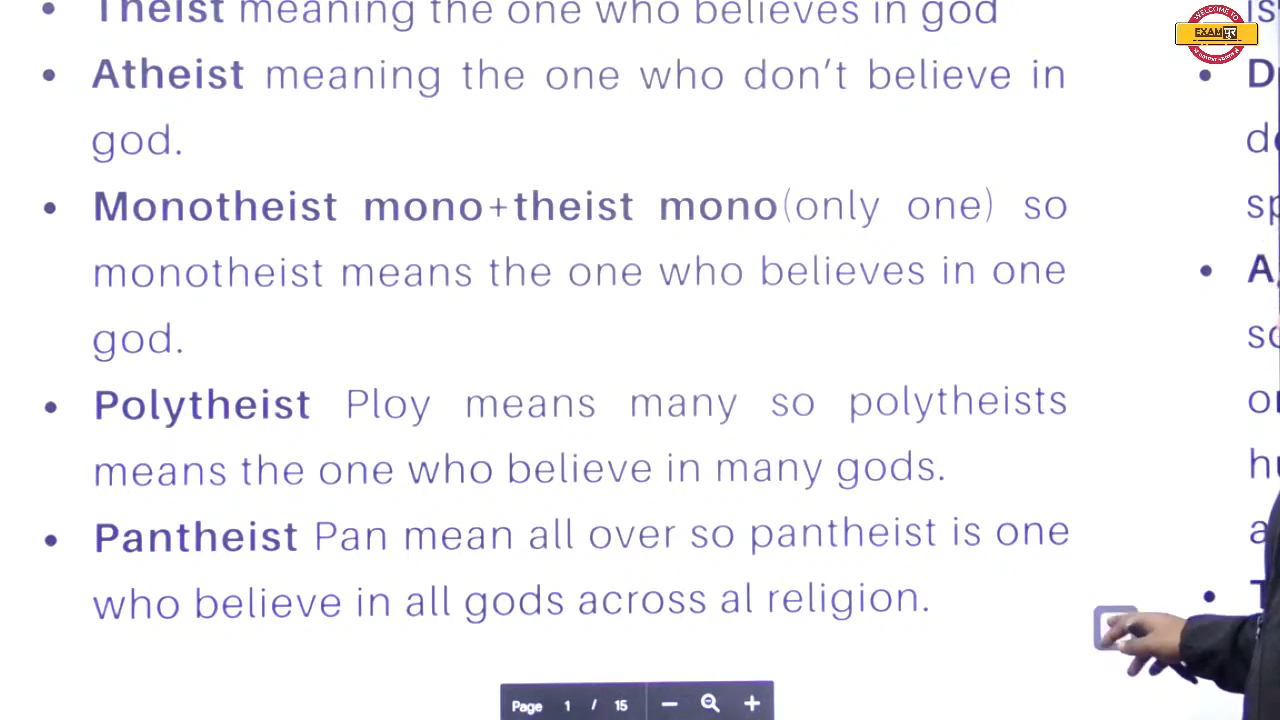 Theist meaning the one who believes in god
• Atheist meaning the one who don't believe in
god.
• Monotheist mono+theist mono(only one) so
monotheist means the one who believes in one
god.
• Polytheist Ploy means many so polytheists
means the one who believe in many gods.
• Pantheist Pan mean all over so pantheist is one
who believe in all gods across al religion.
WELCOME TO
EXAM पुर
Page 1 / 15